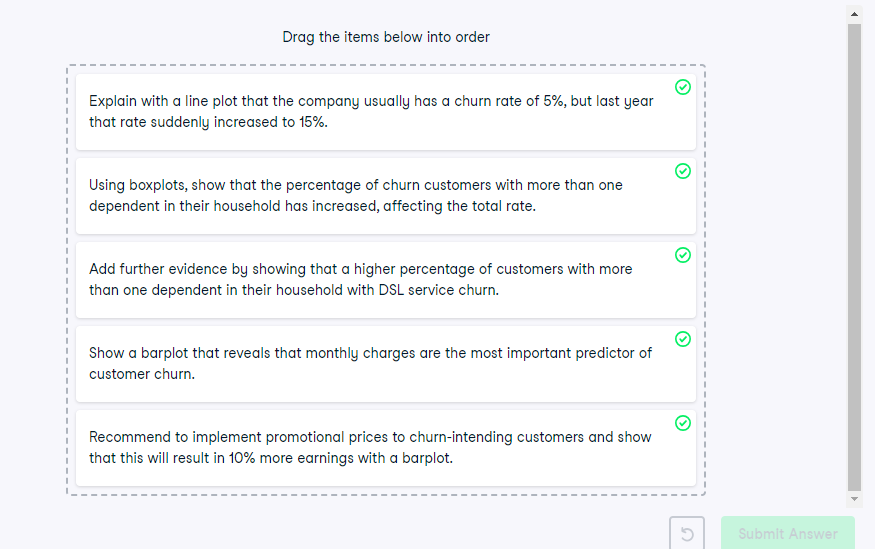 Drag the items below into order
Explain with a line plot that the company usually has a churn rate of 5%, but last year
that rate suddenly increased to 15%.
Using boxplots, show that the percentage of churn customers with more than one
dependent in their household has increased, affecting the total rate.
Add further evidence by showing that a higher percentage of customers with more
than one dependent in their household with DSL service churn.
Show a barplot that reveals that monthly charges are the most important predictor of
customer churn.
Recommend to implement promotional prices to churn-intending customers and show
that this will result in 10% more earnings with a barplot.
Submit Answer